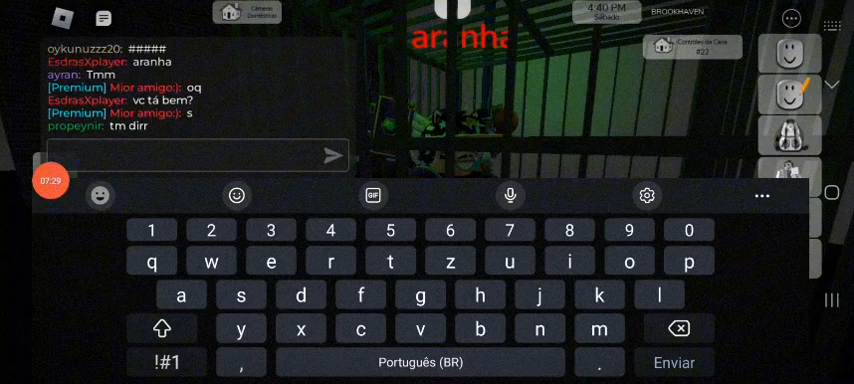 Câmeras
Domésticas
4:40 PM
Sábado
BROOKHAVEN
aranha
Controles da Casa
#22
oykunuzzz20: #####
EsdrasXplayer: aranha
ayran: Tmm
[Premium] Mior amigo:): oq
EsdrasXplayer: vc tá bem?
[Premium] Mior amigo:): s
propeynir: tm dirr
07:29
GIF
1 2 3 4 5 6 7 8 9 0
q w e r t z u i o p
a s d f g h j k l
y x c v b n m
!#1 , Português (BR) . Enviar